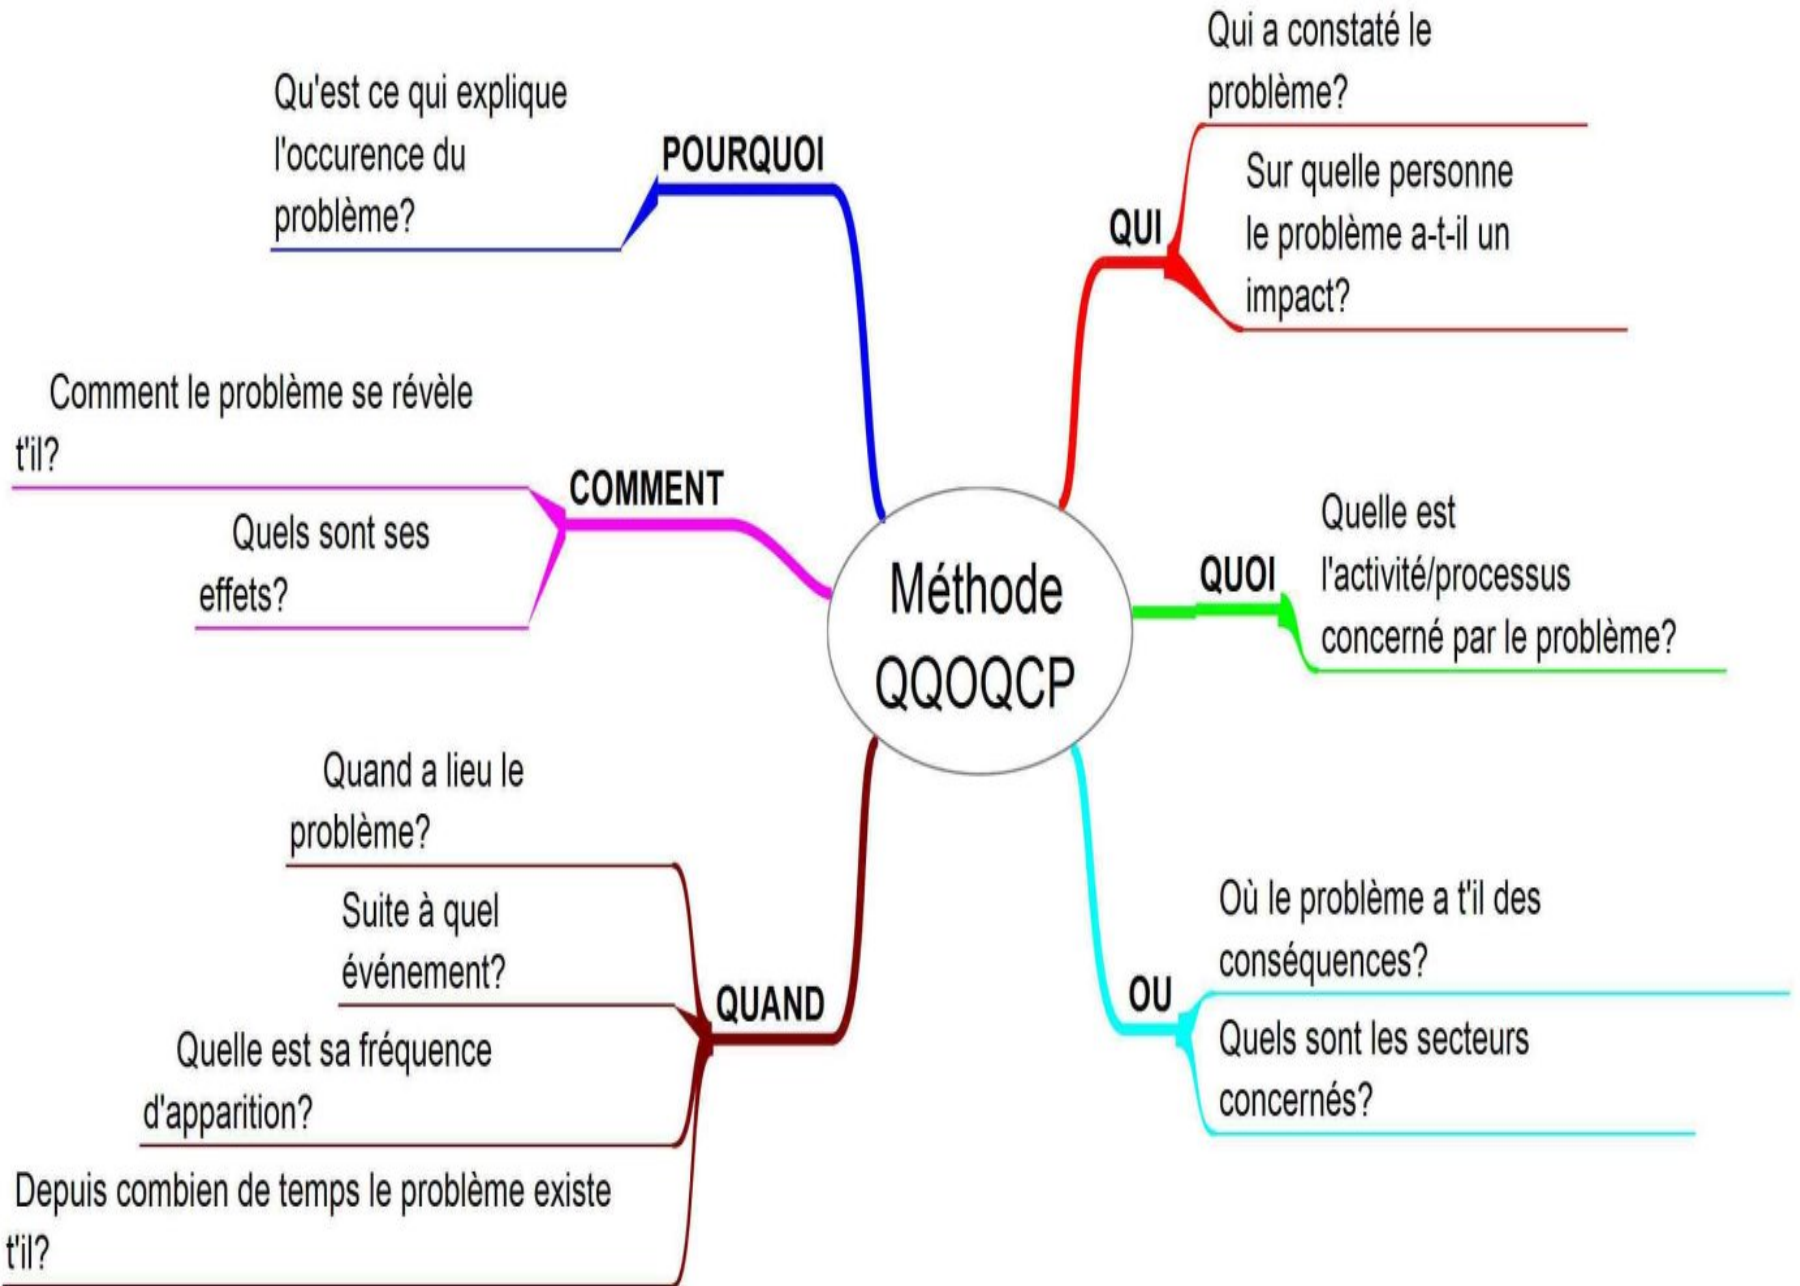 Méthode
QQOQCP
QUI
Qui a constaté le
problème?
Sur quelle personne
le problème a-t-il un
impact?
QUOI
Quelle est
l'activité/processus
concerné par le problème?
OU
Où le problème a t'il des
conséquences?
Quels sont les secteurs
concernés?
QUAND
Quand a lieu le
problème?
Suite à quel
événement?
Quelle est sa fréquence
d'apparition?
Depuis combien de temps le problème existe
t'il?
COMMENT
Comment le problème se révèle
t'il?
Quels sont ses
effets?
POURQUOI
Qu'est ce qui explique
l'occurence du
problème?